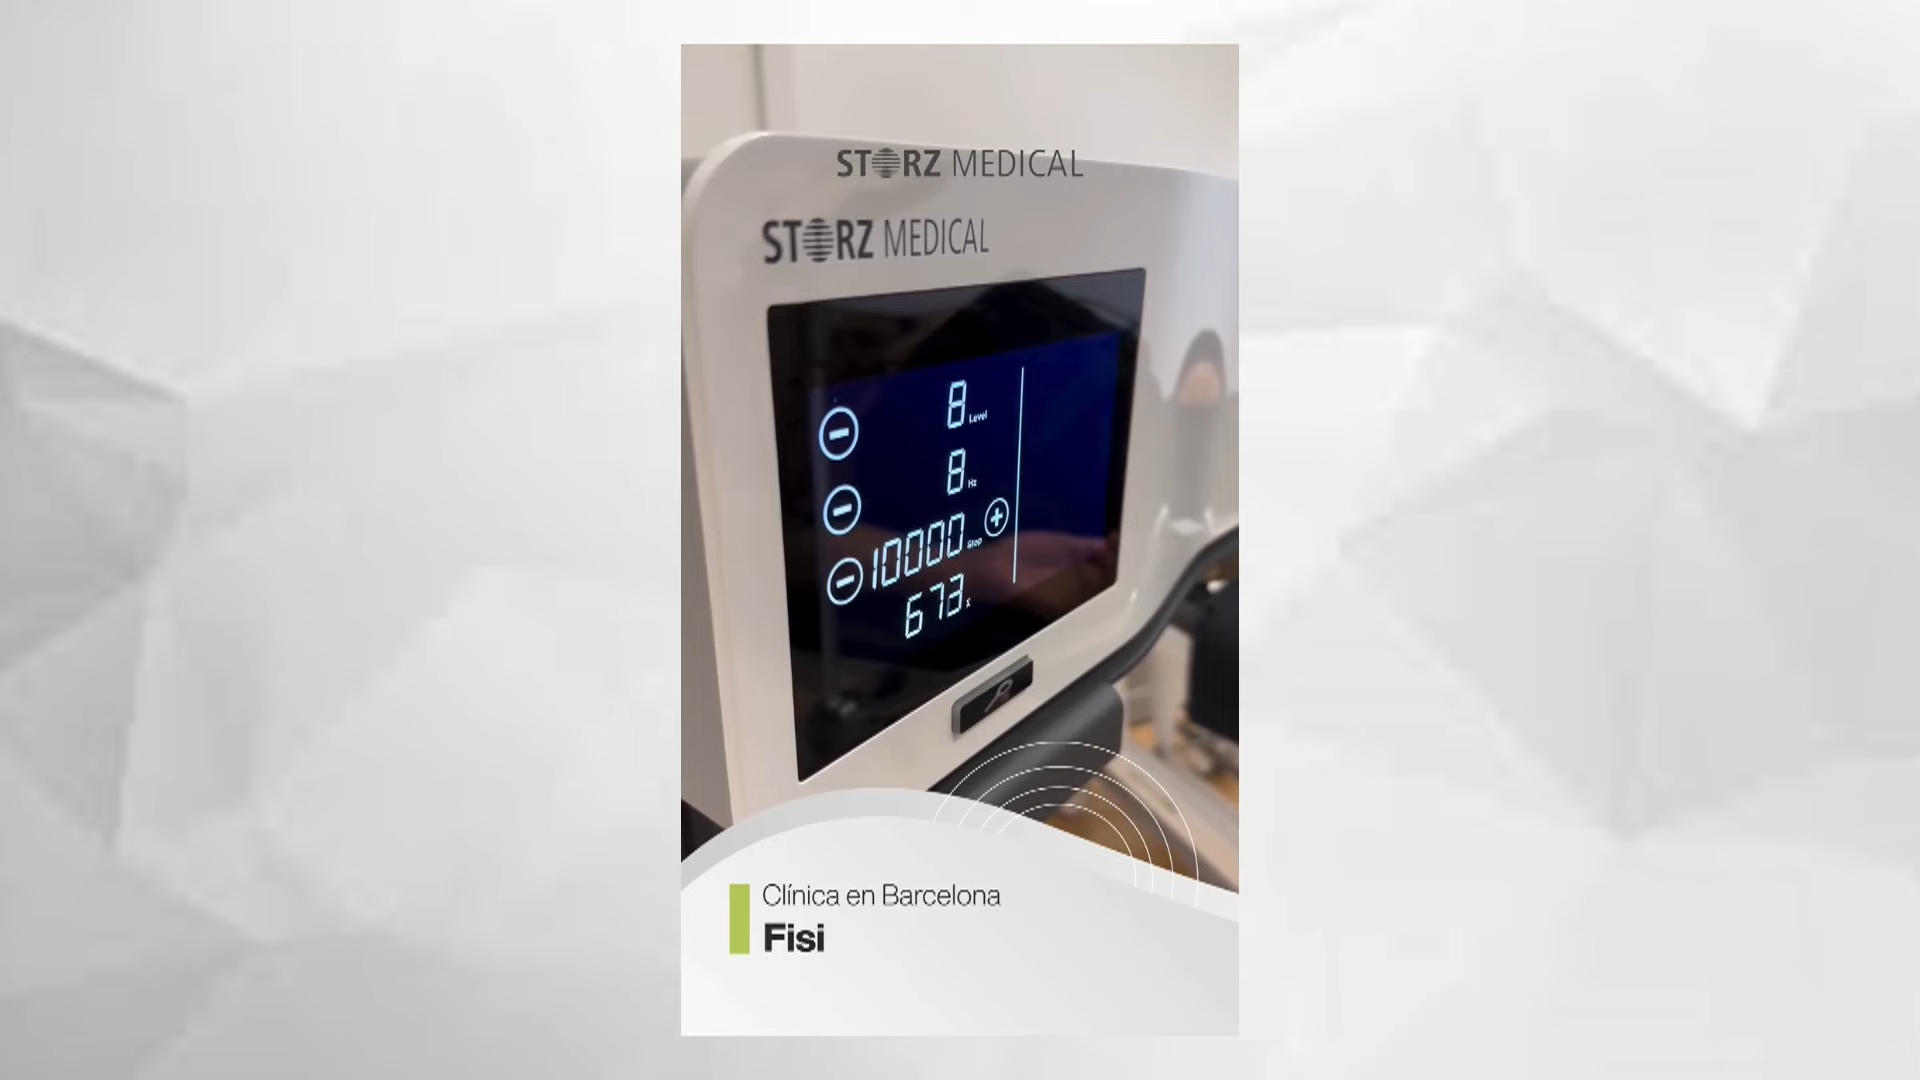 STORZ MEDICAL
STORZ MEDICAL
8 Level
8 Hz
10000 Stop
673 x
Clínica en Barcelona
Fisi